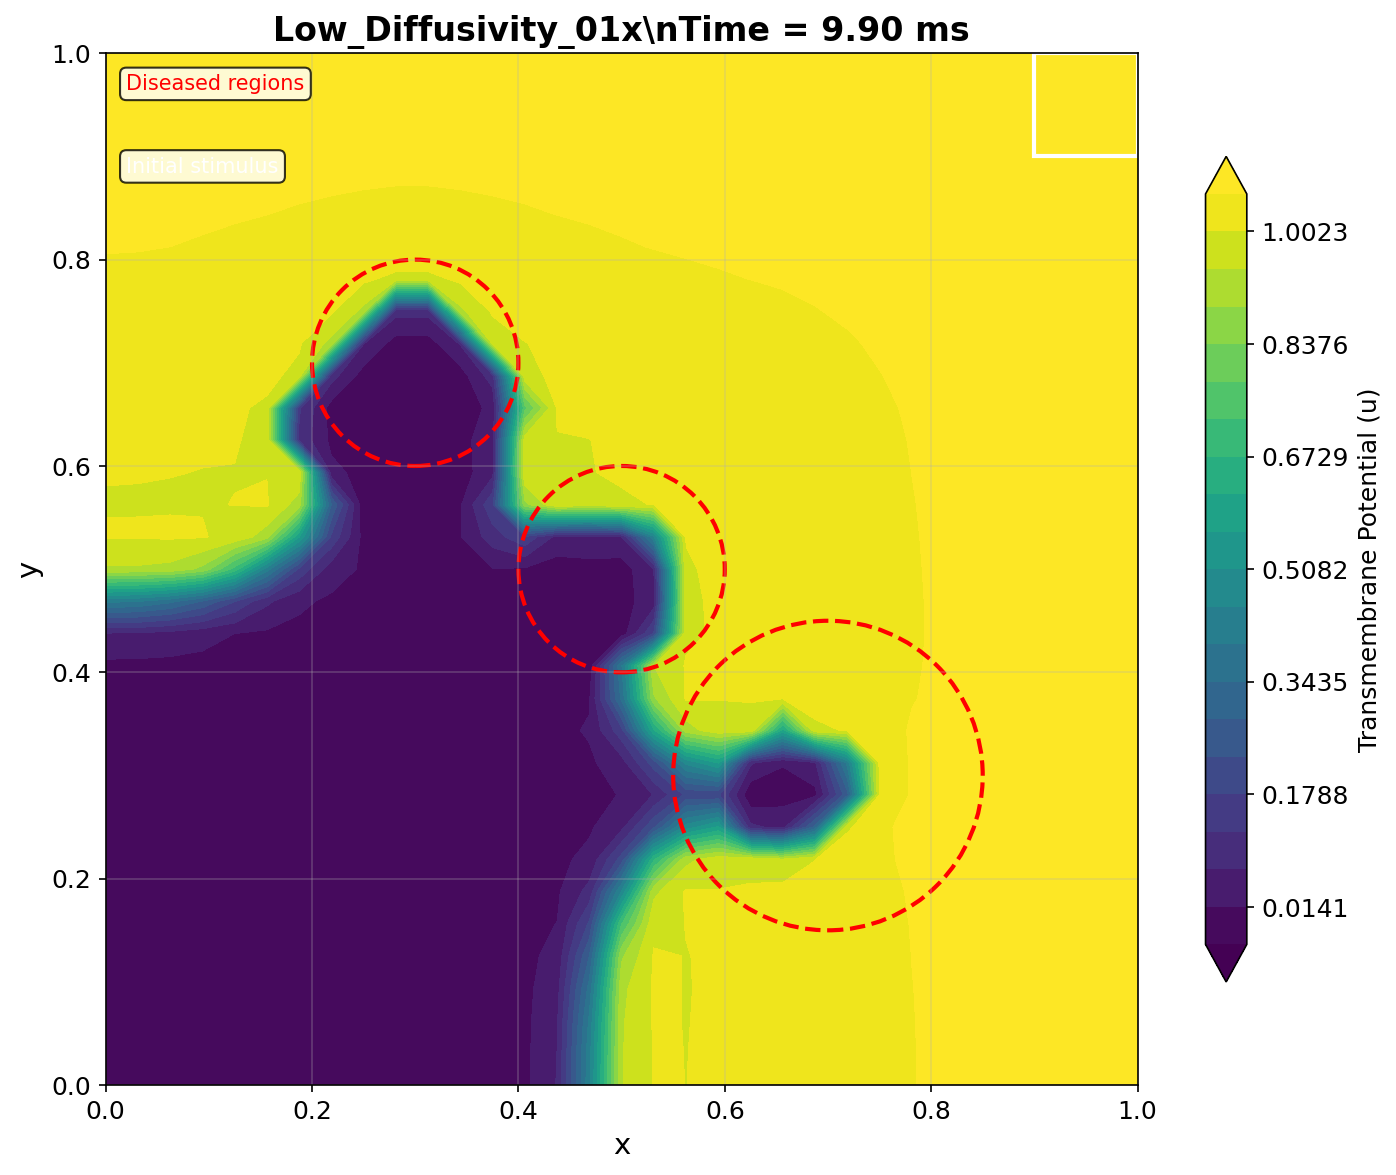 Low_Diffusivity_01x\nTime = 9.90 ms
Diseased regions
Initial stimulus
1.0
0.8
0.6
0.4
0.2
0.0
y
0.0 0.2 0.4 0.6 0.8 1.0
x
1.0023
0.8376
0.6729
0.5082
0.3435
0.1788
0.0141
Transmembrane Potential (u)